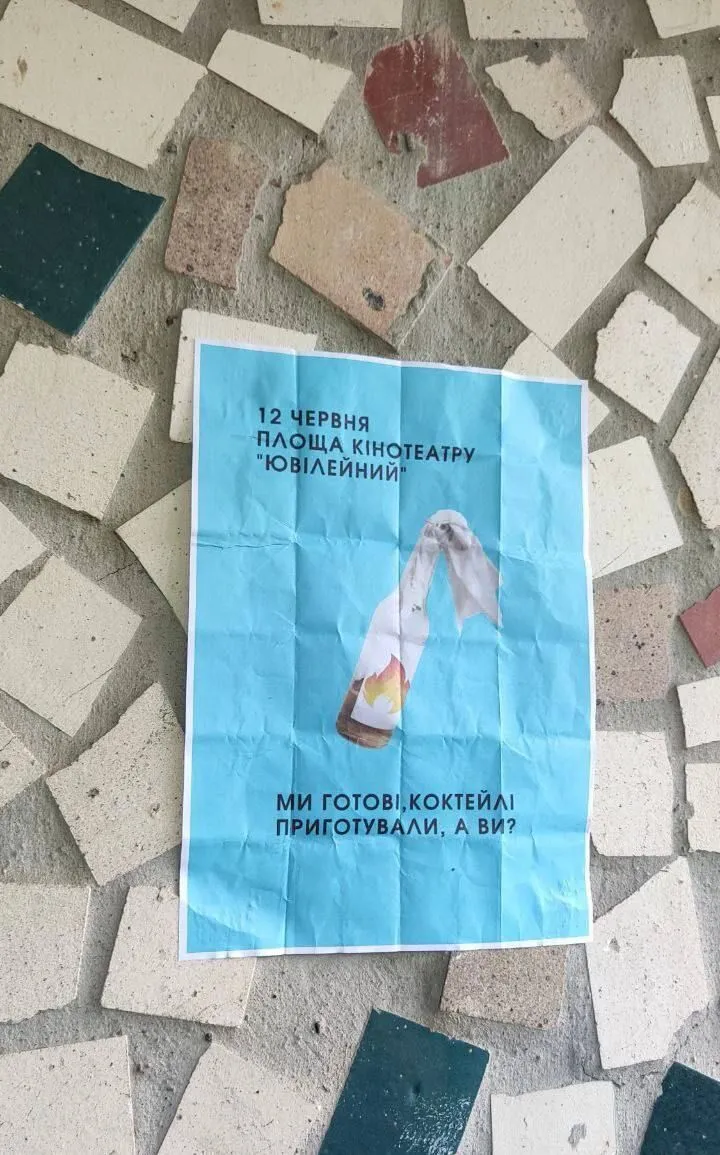 12 ЧЕРВНЯ
ПЛОЩА КІНОТЕАТРУ
"ЮВІЛЕЙНИЙ"
МИ ГОТОВІ,КОКТЕЙЛІ
ПРИГОТУВАЛИ, А ВИ?